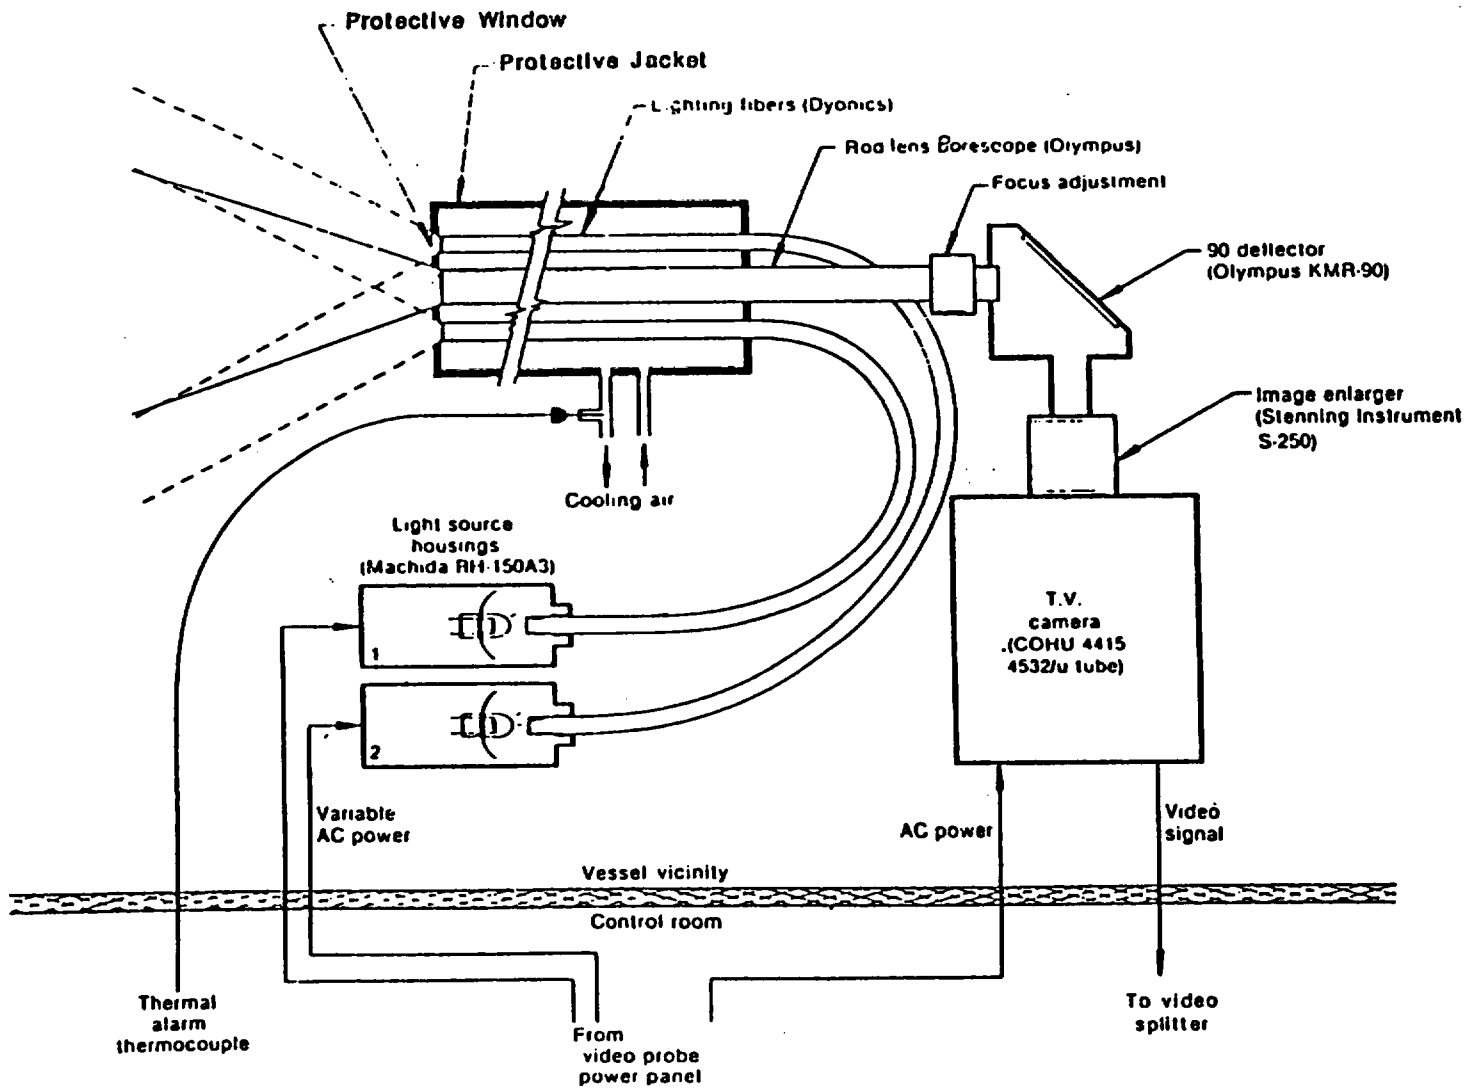 Protective Window
Protective Jacket
Lighting fibers (Dyonics)
Rod lens Borescope (Olympus)
Focus adjustment
90 deflector
(Olympus KMR-90)
Image enlarger
(Stenning Instrument
S-250)
Cooling air
Light source
housings
(Machida RH-150A3)
1
2
T.V.
camera
(COHU 4415
4532/u tube)
Variable
AC power
AC power
Video
signal
Vessel vicinity
Control room
Thermal
alarm
thermocouple
From
video probe
power panel
To video
splitter